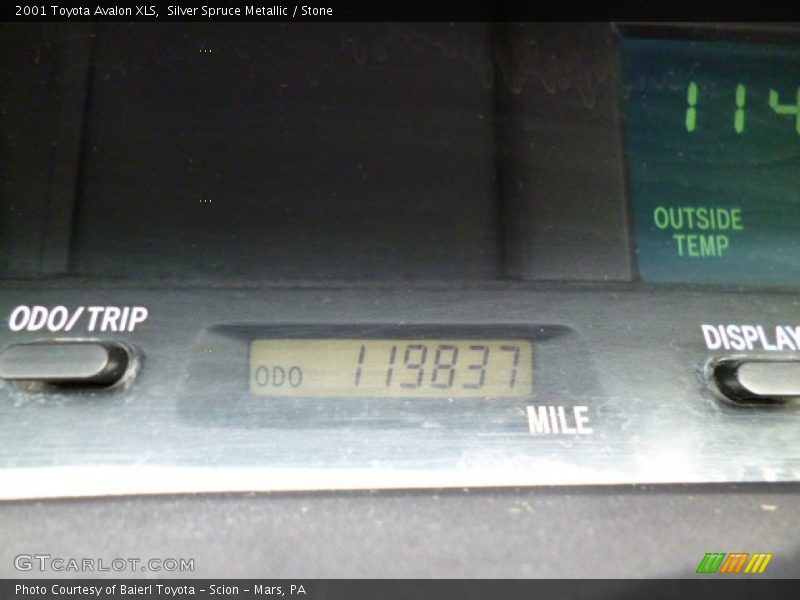 2001 Toyota Avalon XLS,  Silver Spruce Metallic / Stone
114
OUTSIDE
TEMP
ODO/TRIP
DISPLAY
ODO 119837
MILE
GTCARLOT.COM
Photo Courtesy of Baierl Toyota - Scion - Mars, PA